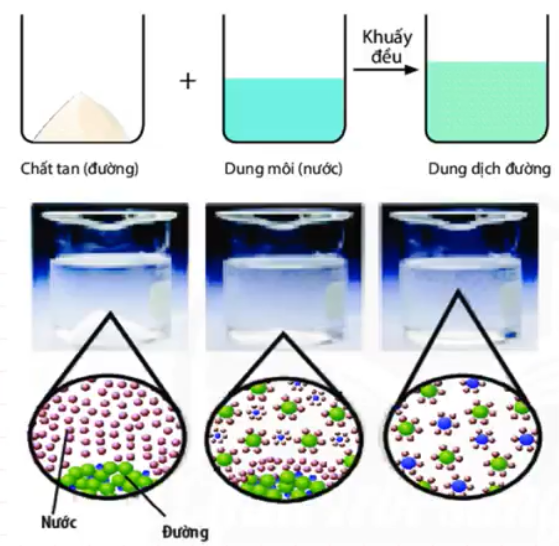 Khuấy
đều
+
Chất tan (đường)
Dung môi (nước)
Dung dịch đường
Nước
Đường